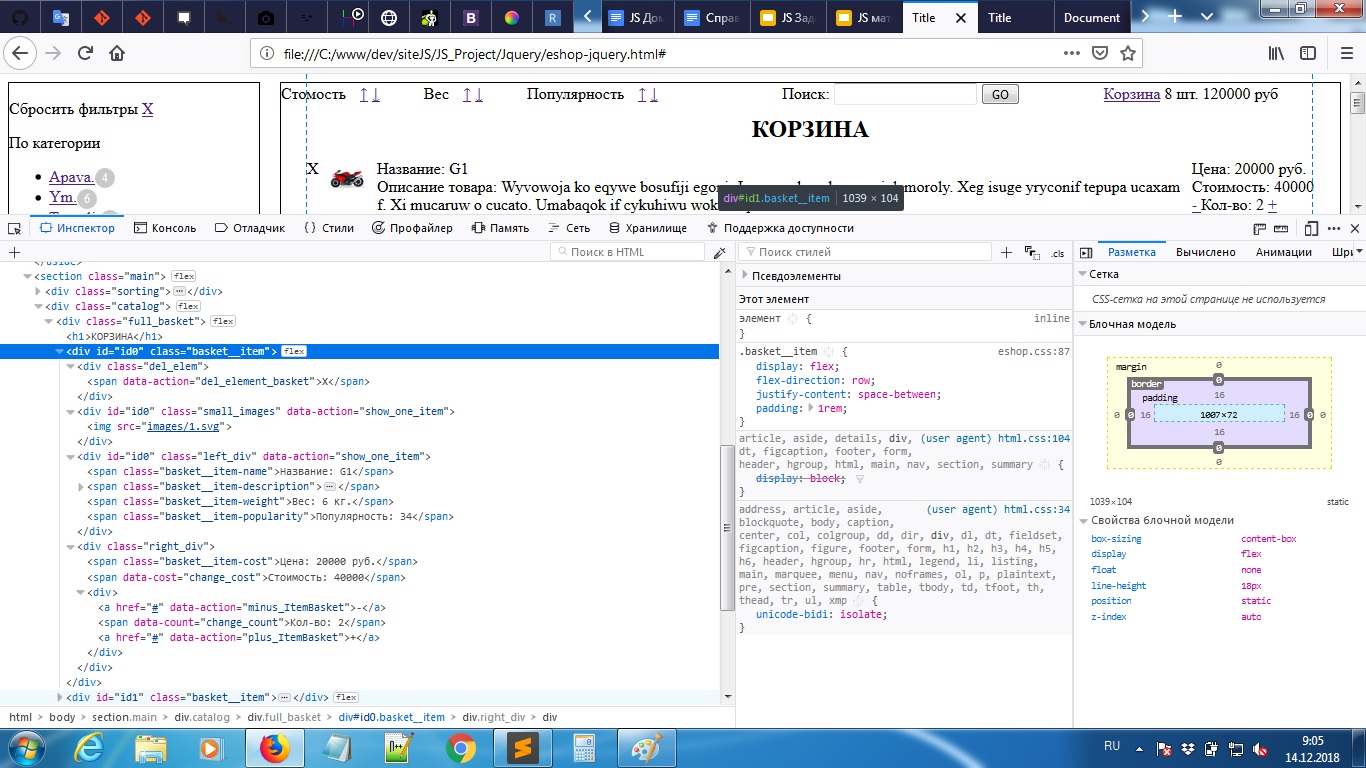 JS Дом
Справ
JS Зад
JS мат
Title
Title
Document
file:///C:/www/dev/siteJS/JS_Project/Jquery/eshop-jquery.html#
Сбросить фильтры X
По категории
Apava. 4
Ym. 6
Стомость ↑↓ Вес ↑↓ Популярность ↑↓ Поиск: GO Корзина 8 шт. 120000 руб
КОРЗИНА
X Название: G1 Цена: 20000 руб.
Описание товара: Wyvowoja ko eqywe bosufiji moroly. Xeg isuge yryconif tepupa ucaxam Стоимость: 40000
f. Xi mucaruw o cucato. Umabaqok if cykuhiwu - Кол-во: 2 +
div#id1.basket__item 1039 × 104
Инспектор Консоль Отладчик Стили Профайлер Память Сеть Хранилище Поддержка доступности
Поиск в HTML
<section class="main"> flex
<div class="sorting">⋯</div>
<div class="catalog"> flex
<div class="full_basket"> flex
<h1>КОРЗИНА</h1>
<div id="id0" class="basket__item"> flex
<div class="del_elem">
<span data-action="del_element_basket">X</span>
</div>
<div id="id0" class="small_images" data-action="show_one_item">
<img src="images/1.svg">
</div>
<div id="id0" class="left_div" data-action="show_one_item">
<span class="basket__item-name">Название: G1</span>
<span class="basket__item-description">⋯</span>
<span class="basket__item-weight">Вес: 6 кг.</span>
<span class="basket__item-popularity">Популярность: 34</span>
</div>
<div class="right_div">
<span class="basket__item-cost">Цена: 20000 руб.</span>
<span data-cost="change_cost">Стоимость: 40000</span>
<div>
<a href="#" data-action="minus_ItemBasket">-</a>
<span data-count="change_count">Кол-во: 2</span>
<a href="#" data-action="plus_ItemBasket">+</a>
</div>
</div>
</div>
<div id="id1" class="basket__item">⋯</div> flex
html > body > section.main > div.catalog > div.full_basket > div#id0.basket__item > div.right_div > div
Поиск стилей
.cls
Псевдоэлементы
Этот элемент
элемент { inline
}
.basket__item { eshop.css:87
display: flex;
flex-direction: row;
justify-content: space-between;
padding: 1rem;
}
article, aside, details, div, (user agent) html.css:104
dt, figcaption, footer, form,
header, hgroup, html, main, nav, section, summary {
display: block;
}
address, article, aside, (user agent) html.css:34
blockquote, body, caption,
center, col, colgroup, dd, dir, div, dl, dt, fieldset,
figcaption, figure, footer, form, h1, h2, h3, h4, h5,
h6, header, hgroup, hr, html, legend, li, listing,
main, marquee, menu, nav, noframes, ol, p, plaintext,
pre, section, summary, table, tbody, td, tfoot, th,
thead, tr, ul, xmp {
unicode-bidi: isolate;
}
Разметка Вычислено Анимации Шри
Сетка
CSS-сетка на этой странице не используется
Блочная модель
margin 0
border 0
padding 16
0 0 16 1007×72 16 0 0
16
0
0
1039×104 static
Свойства блочной модели
box-sizing content-box
display flex
float none
line-height 18px
position static
z-index auto
RU
9:05
14.12.2018